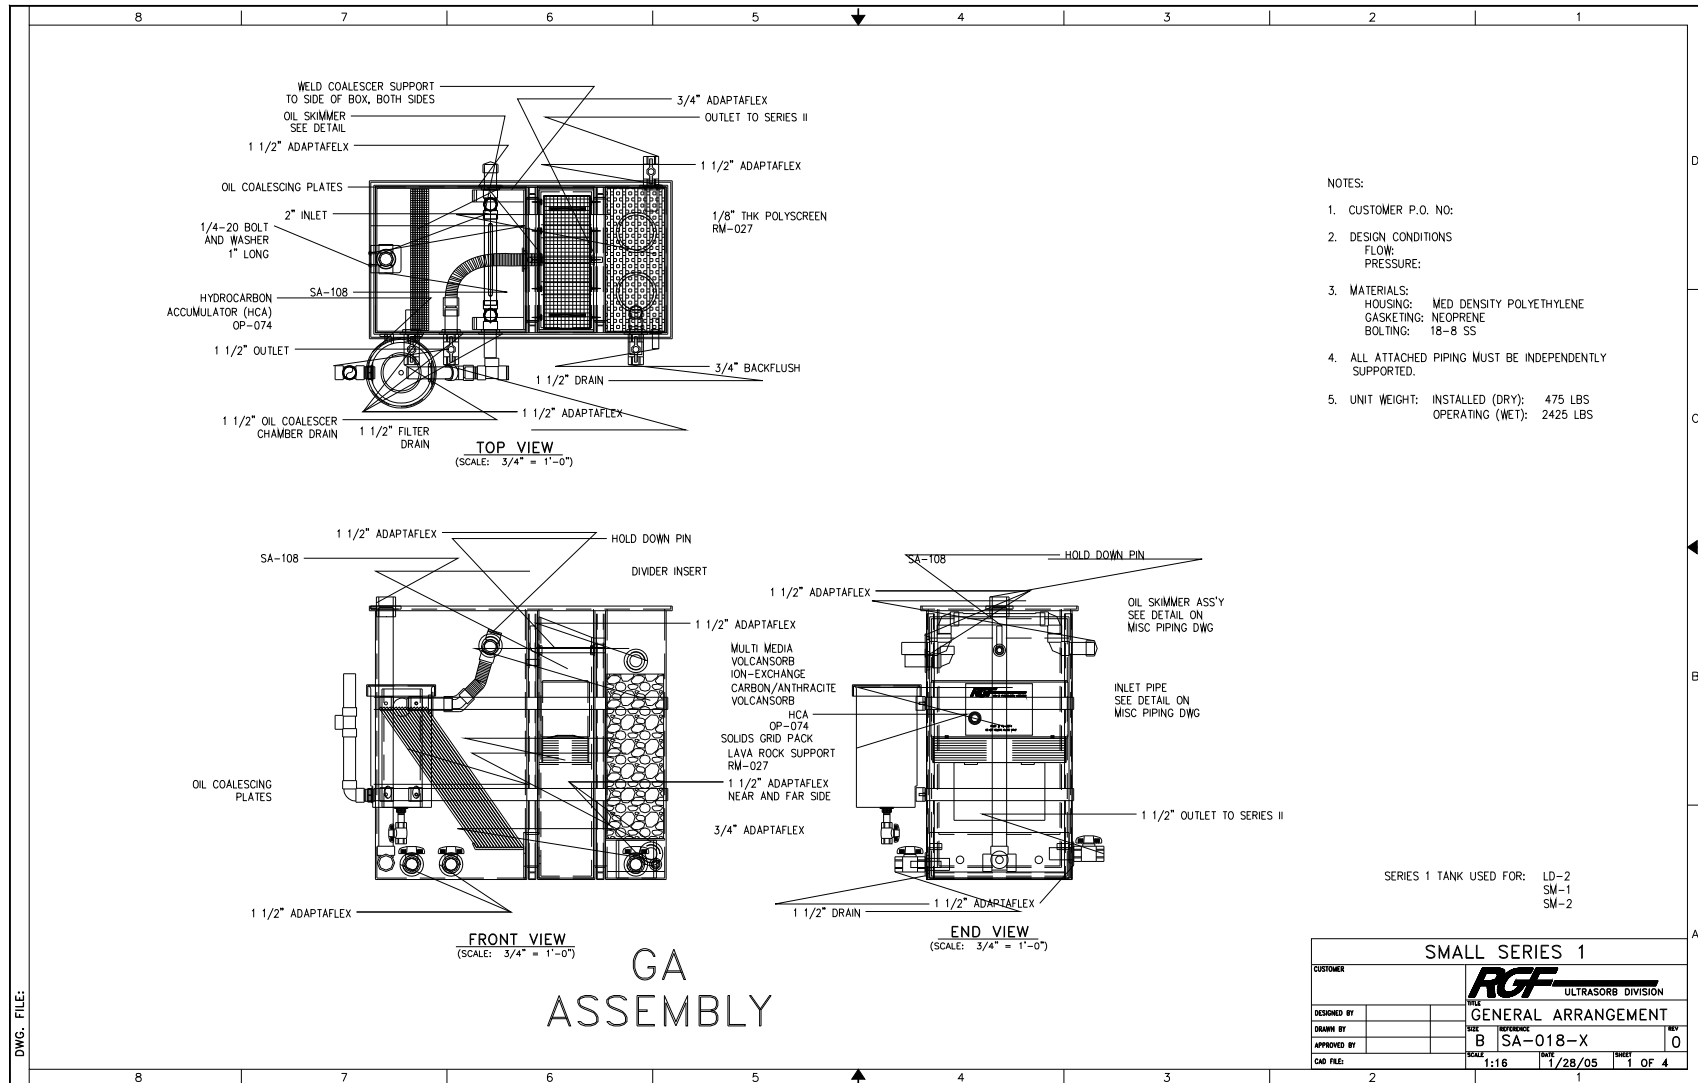 8 7 6 5 4 3 2 1
WELD COALESCER SUPPORT
TO SIDE OF BOX, BOTH SIDES
OIL SKIMMER
SEE DETAIL
1 1/2" ADAPTAFELX
OIL COALESCING PLATES
2" INLET
1/4-20 BOLT
AND WASHER
1" LONG
SA-108
HYDROCARBON
ACCUMULATOR (HCA)
OP-074
1 1/2" OUTLET
1 1/2" OIL COALESCER
CHAMBER DRAIN
1 1/2" FILTER
DRAIN
3/4" ADAPTAFLEX
OUTLET TO SERIES II
1 1/2" ADAPTAFLEX
1/8" THK POLYSCREEN
RM-027
3/4" BACKFLUSH
1 1/2" DRAIN
1 1/2" ADAPTAFLEX
TOP VIEW
(SCALE: 3/4" = 1'-0")
NOTES:
1. CUSTOMER P.O. NO:
2. DESIGN CONDITIONS
FLOW:
PRESSURE:
3. MATERIALS:
HOUSING: MED DENSITY POLYETHYLENE
GASKETING: NEOPRENE
BOLTING: 18-8 SS
4. ALL ATTACHED PIPING MUST BE INDEPENDENTLY
SUPPORTED.
5. UNIT WEIGHT: INSTALLED (DRY): 475 LBS
OPERATING (WET): 2425 LBS
D
C
B
A
1 1/2" ADAPTAFLEX
SA-108
HOLD DOWN PIN
DIVIDER INSERT
1 1/2" ADAPTAFLEX
MULTI MEDIA
VOLCANSORB
ION-EXCHANGE
CARBON/ANTHRACITE
VOLCANSORB
HCA
OP-074
SOLIDS GRID PACK
LAVA ROCK SUPPORT
RM-027
1 1/2" ADAPTAFLEX
NEAR AND FAR SIDE
3/4" ADAPTAFLEX
OIL COALESCING
PLATES
1 1/2" ADAPTAFLEX
FRONT VIEW
(SCALE: 3/4" = 1'-0")
SA-108
HOLD DOWN PIN
1 1/2" ADAPTAFLEX
OIL SKIMMER ASS'Y
SEE DETAIL ON
MISC PIPING DWG
RGF
INLET PIPE
SEE DETAIL ON
MISC PIPING DWG
1 1/2" OUTLET TO SERIES II
1 1/2" ADAPTAFLEX
1 1/2" DRAIN
END VIEW
(SCALE: 3/4" = 1'-0")
GA
ASSEMBLY
SERIES 1 TANK USED FOR: LD-2
SM-1
SM-2
SMALL SERIES 1
CUSTOMER
RGF
ULTRASORB DIVISION
TITLE
GENERAL ARRANGEMENT
DESIGNED BY
DRAWN BY
APPROVED BY
CAD FILE:
SIZE
B
REFERENCE
SA-018-X
REV
0
SCALE
1:16
DATE
1/28/05
SHEET
1 OF 4
DWG. FILE:
8 7 6 5 4 3 2 1